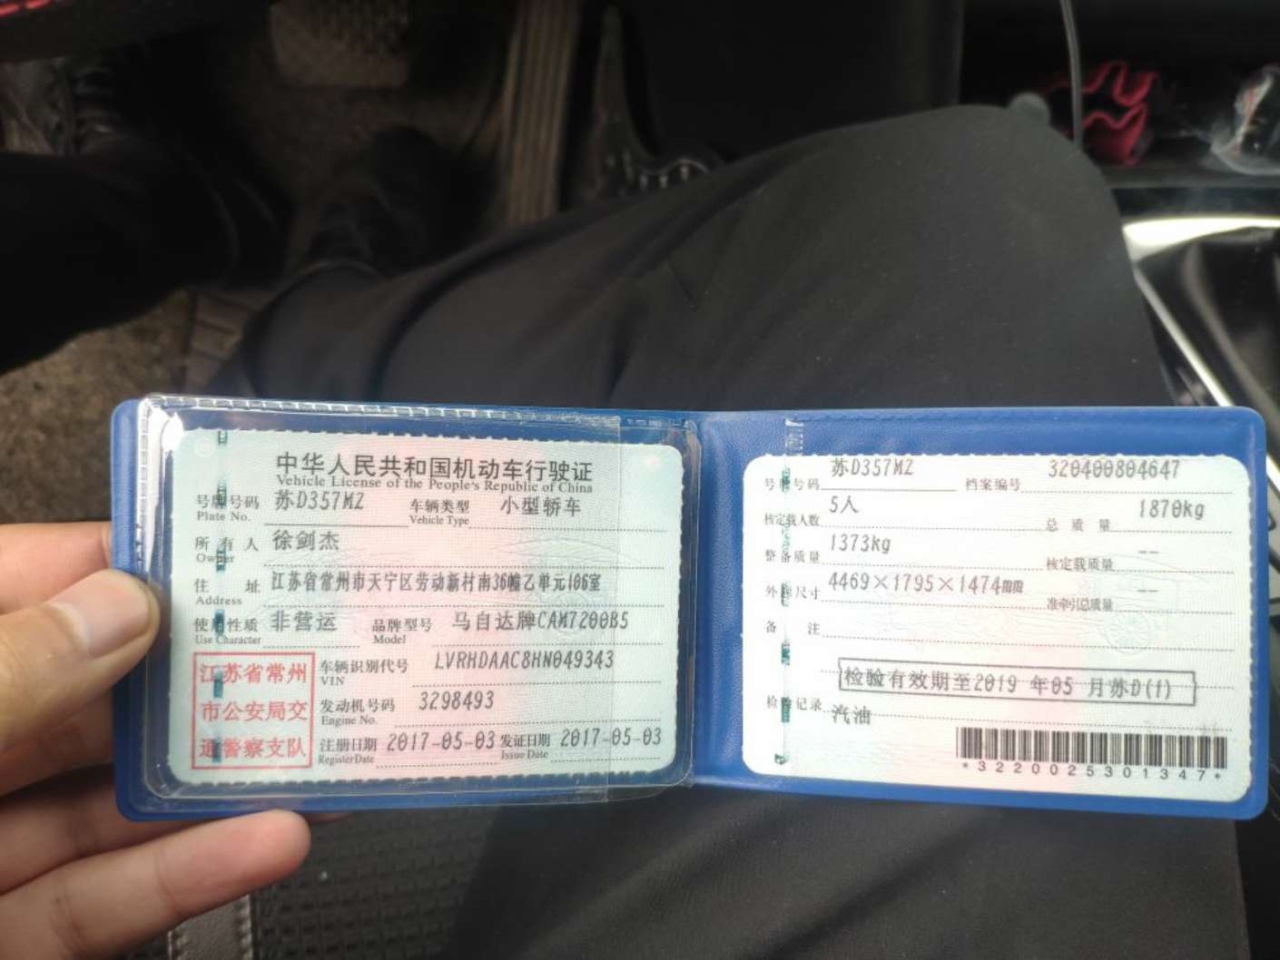 中华人民共和国机动车行驶证
Vehicle License of the People's Republic of China
号牌号码 苏D357MZ 车辆类型 小型轿车
Plate No. Vehicle Type
所有人 徐剑杰
Owner
住址 江苏省常州市天宁区劳动新村南36幢乙单元106室
Address
使用性质 非营运 品牌型号 马自达牌CAM7200B5
Use Character Model
江苏省常州
市公安局交
通警察支队
车辆识别代号 LVRHDAAC8HN049343
VIN
发动机号码 3298493
Engine No.
注册日期 2017-05-03 发证日期 2017-05-03
Register Date Issue Date
号牌号码 苏D357MZ 档案编号 320400804647
核定载人数 5人 总质量 1870kg
整备质量 1373kg 核定载质量 --
外廓尺寸 4469×1795×1474mm 准牵引总质量 --
备注
检验有效期至2019 年05 月苏D(1)
检验记录
汽油
*3220025301347*